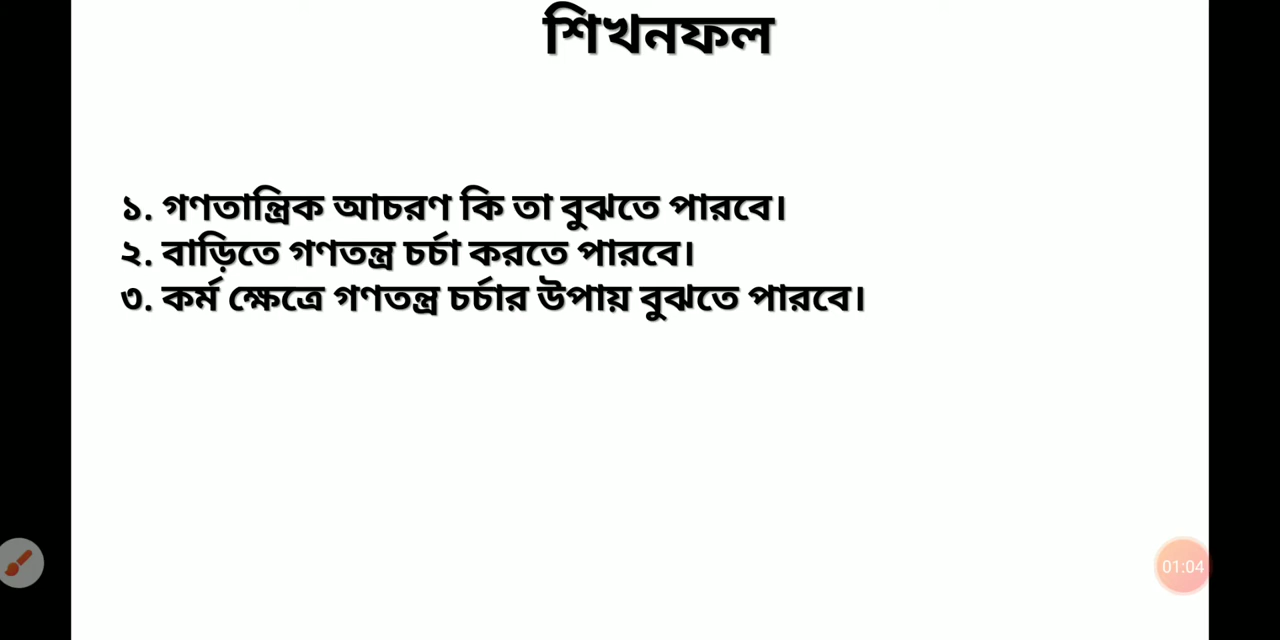 শিখনফল
১. গণতান্ত্রিক আচরণ কি তা বুঝতে পারবে।
২. বাড়িতে গণতন্ত্র চর্চা করতে পারবে।
৩. কর্ম ক্ষেত্রে গণতন্ত্র চর্চার উপায় বুঝতে পারবে।
01:04